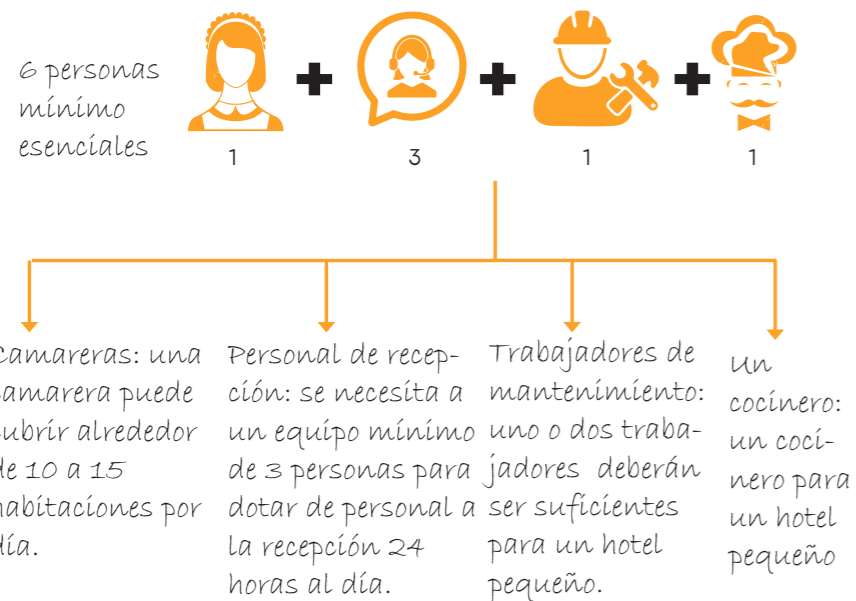 6 personas
mínimo
esenciales
1
3
1
1
Camareras: una
camarera puede
cubrir alrededor
de 10 a 15
habitaciones por
día.
Personal de recep-
ción: se necesita a
un equipo mínimo
de 3 personas para
dotar de personal a
la recepción 24
horas al día.
Trabajadores de
mantenimiento:
uno o dos traba-
jadores deberán
ser suficientes
para un hotel
pequeño.
Un
cocinero:
un coci-
nero para
un hotel
pequeño